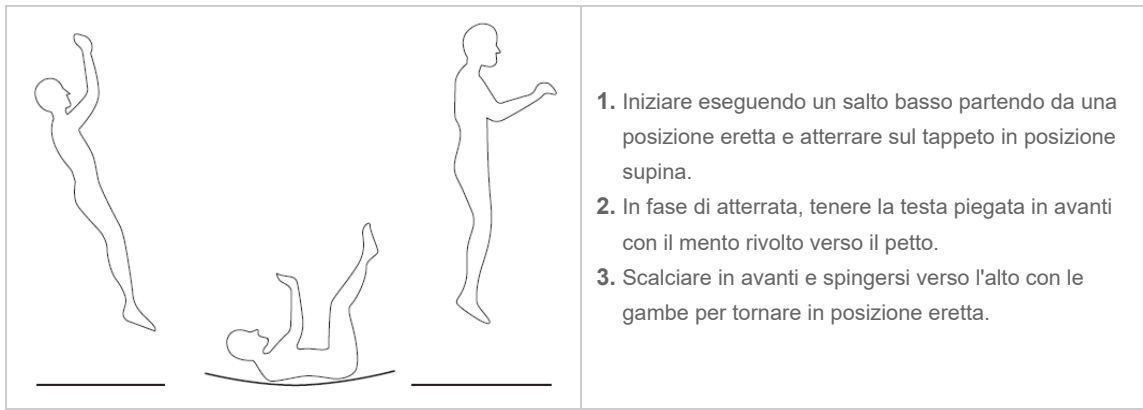 1. Iniziare eseguendo un salto basso partendo da una
posizione eretta e atterrare sul tappeto in posizione
supina.
2. In fase di atterrata, tenere la testa piegata in avanti
con il mento rivolto verso il petto.
3. Scalciare in avanti e spingersi verso l'alto con le
gambe per tornare in posizione eretta.